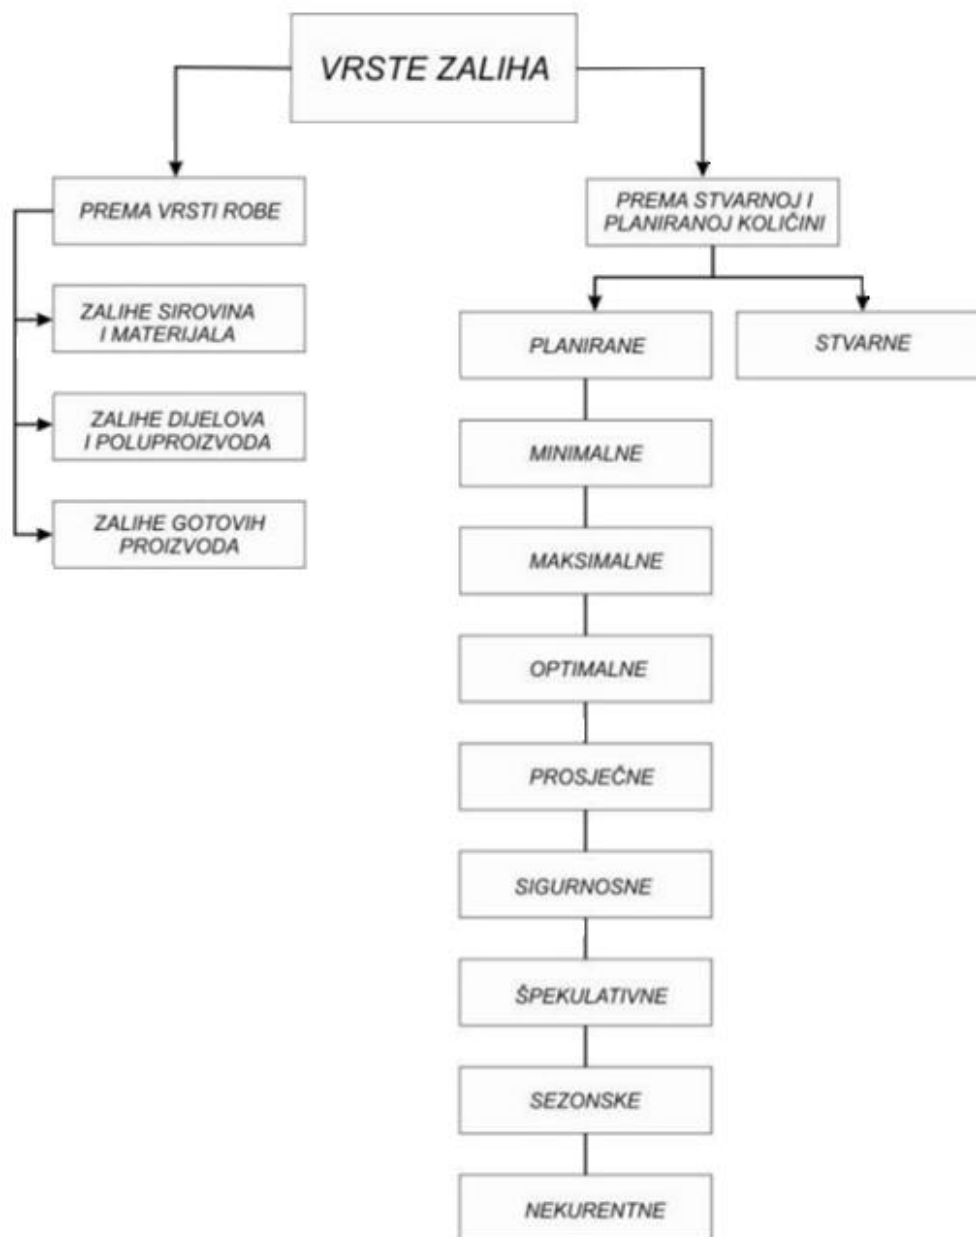 VRSTE ZALIHA
PREMA VRSTI ROBE
ZALIHE SIROVINA
I MATERIJALA
ZALIHE DIJELOVA
I POLUPROIZVODA
ZALIHE GOTOVIH
PROIZVODA
PREMA STVARNOJ I
PLANIRANOJ KOLIČINI
PLANIRANE
STVARNE
MINIMALNE
MAKSIMALNE
OPTIMALNE
PROSJEČNE
SIGURNOSNE
ŠPEKULATIVNE
SEZONSKE
NEKURENTNE